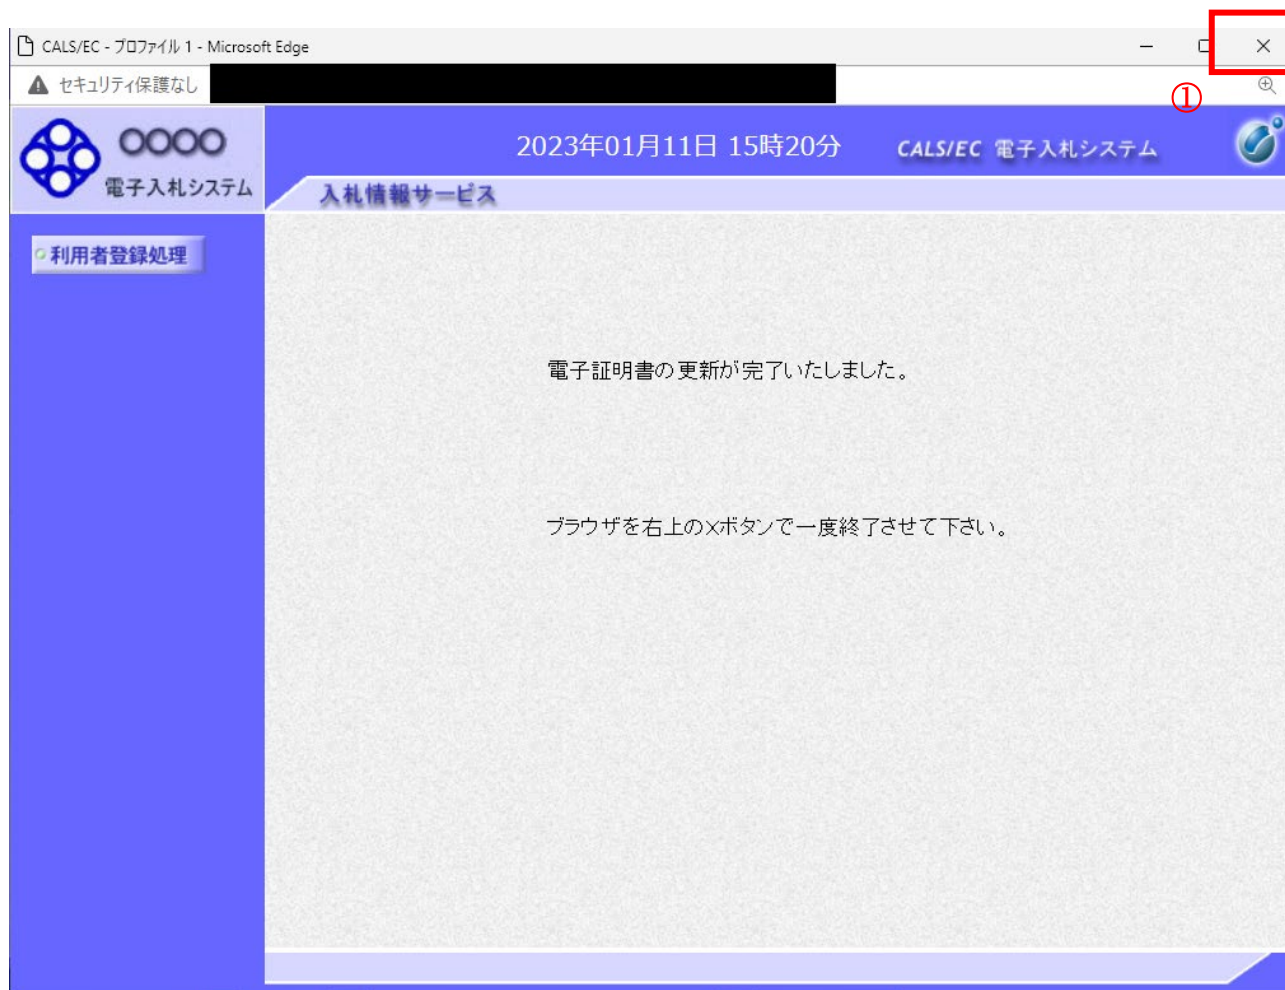 CALS/EC - プロファイル 1 - Microsoft Edge
セキュリティ保護なし
①
〇〇〇〇
電子入札システム
2023年01月11日 15時20分
CALS/EC 電子入札システム
入札情報サービス
利用者登録処理
電子証明書の更新が完了いたしました。
ブラウザを右上の×ボタンで一度終了させて下さい。